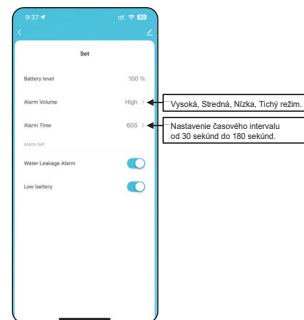 9:37
Set
Battery level 100 %
Alarm Volume High >
Vysoká, Stredná, Nízka, Tichý režim.
Alarm Time 60S >
Nastavenie časového intervalu
od 30 sekúnd do 180 sekúnd.
Alarm Set
Water Leakage Alarm
Low battery